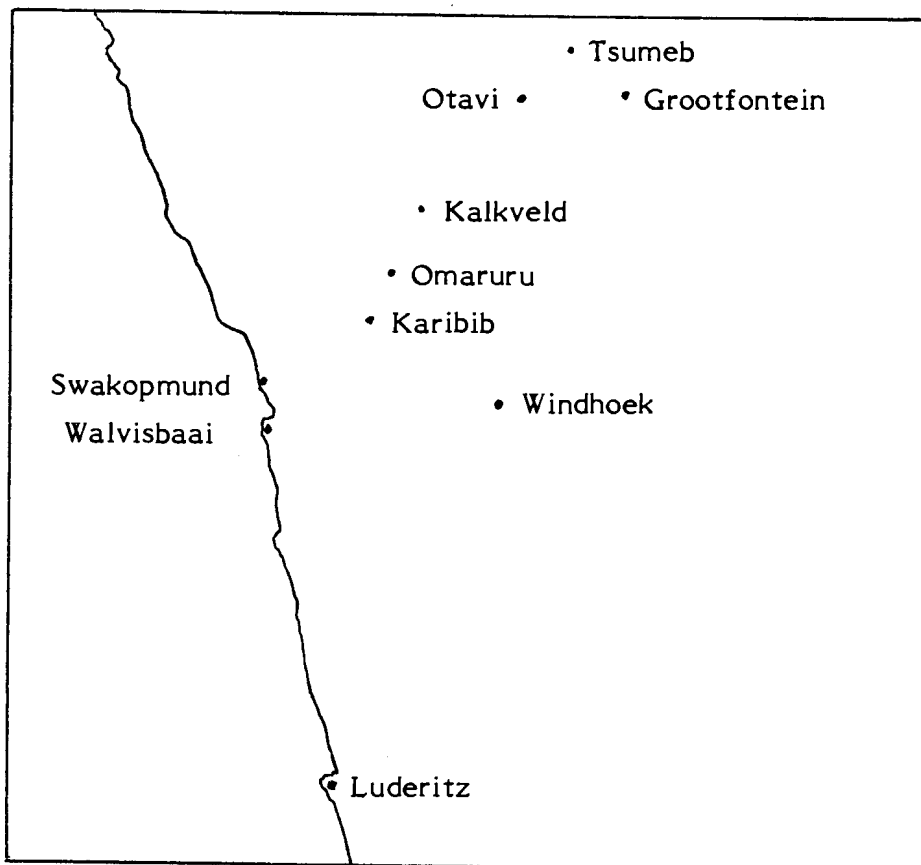 Tsumeb
Otavi
Grootfontein
Kalkveld
Omaruru
Karibib
Swakopmund
Windhoek
Walvisbaai
Luderitz